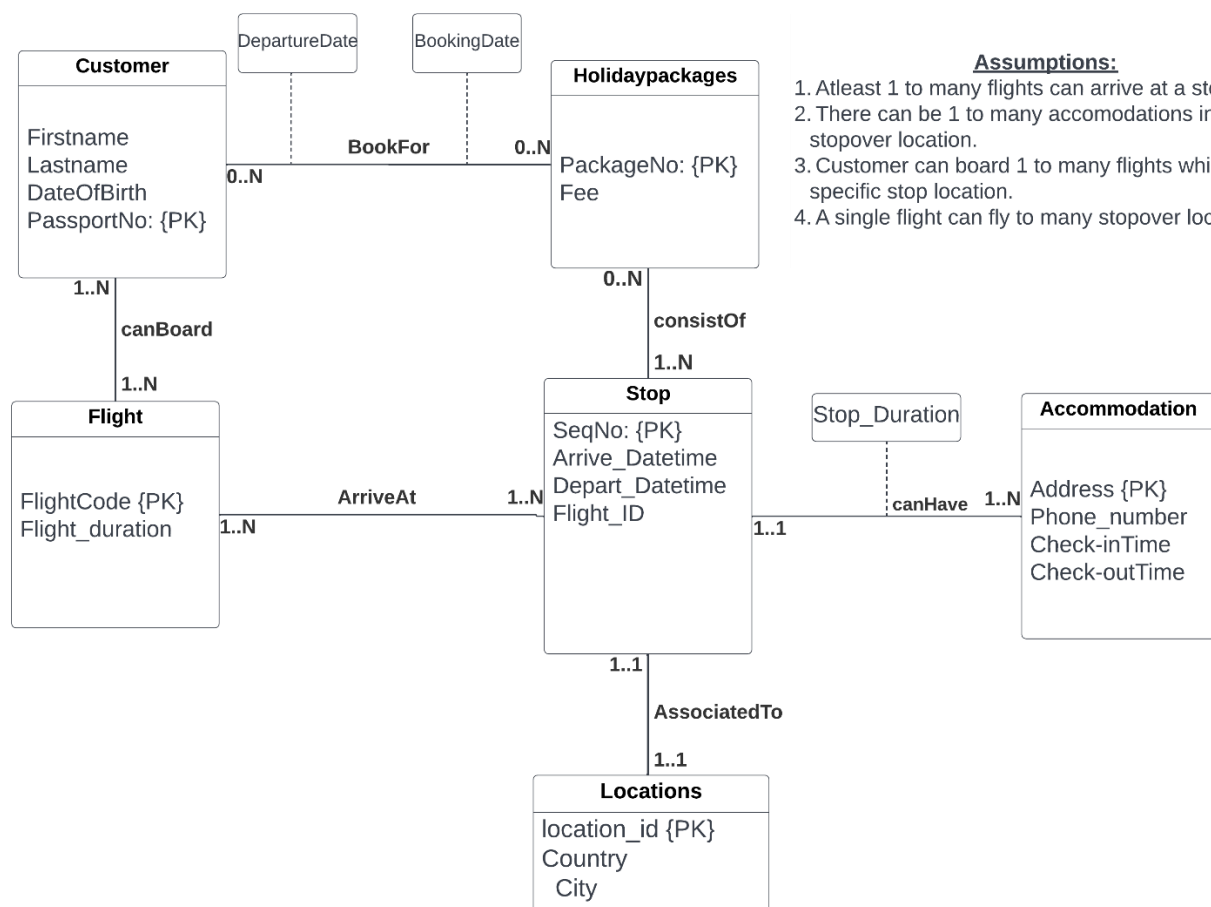 DepartureDate
BookingDate
Customer
Firstname
Lastname
DateOfBirth
PassportNo: {PK}
BookFor
0..N
0..N
Holidaypackages
PackageNo: {PK}
Fee
Assumptions:
1. Atleast 1 to many flights can arrive at a
2. There can be 1 to many accomodations
stopover location.
3. Customer can board 1 to many flights
specific stop location.
4. A single flight can fly to many stopover
1..N
canBoard
1..N
0..N
consistOf
1..N
Flight
FlightCode {PK}
Flight_duration
ArriveAt
1..N
1..N
Stop
SeqNo: {PK}
Arrive_Datetime
Depart_Datetime
Flight_ID
Stop_Duration
canHave
1..N
1..1
Accommodation
Address {PK}
Phone_number
Check-inTime
Check-outTime
1..1
AssociatedTo
1..1
Locations
location_id {PK}
Country
City